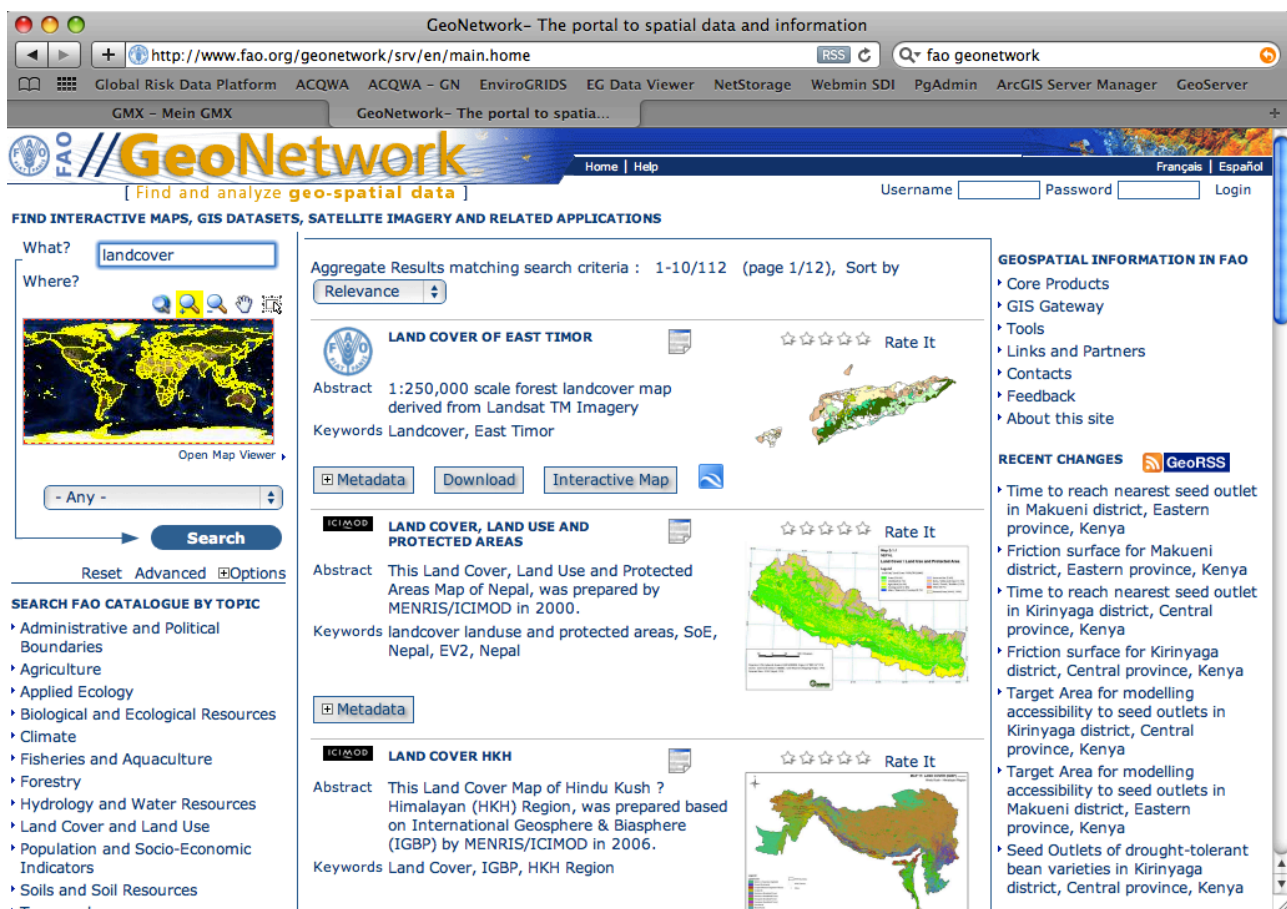 GeoNetwork- The portal to spatial data and information
http://www.fao.org/geonetwork/srv/en/main.home
RSS
fao geonetwork
Global Risk Data Platform ACQWA ACQWA - GN EnviroGRIDS EG Data Viewer NetStorage Webmin SDI PgAdmin ArcGIS Server Manager GeoServer
GMX - Mein GMX
GeoNetwork- The portal to spatia...
FAO //GeoNetwork
[ Find and analyze geo-spatial data ]
Home | Help
Français | Español
Username
Password
Login
FIND INTERACTIVE MAPS, GIS DATASETS, SATELLITE IMAGERY AND RELATED APPLICATIONS
What?
landcover
Where?
Open Map Viewer
- Any -
Search
Reset Advanced Options
SEARCH FAO CATALOGUE BY TOPIC
Administrative and Political
Boundaries
Agriculture
Applied Ecology
Biological and Ecological Resources
Climate
Fisheries and Aquaculture
Forestry
Hydrology and Water Resources
Land Cover and Land Use
Population and Socio-Economic
Indicators
Soils and Soil Resources
Aggregate Results matching search criteria : 1-10/112 (page 1/12), Sort by
Relevance
LAND COVER OF EAST TIMOR
Rate It
Abstract 1:250,000 scale forest landcover map
derived from Landsat TM Imagery
Keywords Landcover, East Timor
Metadata
Download
Interactive Map
ICIMOD
LAND COVER, LAND USE AND
PROTECTED AREAS
Rate It
Abstract This Land Cover, Land Use and Protected
Areas Map of Nepal, was prepared by
MENRIS/ICIMOD in 2000.
Keywords landcover landuse and protected areas, SoE,
Nepal, EV2, Nepal
Metadata
ICIMOD
LAND COVER HKH
Rate It
Abstract This Land Cover Map of Hindu Kush ?
Himalayan (HKH) Region, was prepared based
on International Geosphere & Biasphere
(IGBP) by MENRIS/ICIMOD in 2006.
Keywords Land Cover, IGBP, HKH Region
GEOSPATIAL INFORMATION IN FAO
Core Products
GIS Gateway
Tools
Links and Partners
Contacts
Feedback
About this site
RECENT CHANGES
GeoRSS
Time to reach nearest seed outlet
in Makueni district, Eastern
province, Kenya
Friction surface for Makueni
district, Eastern province, Kenya
Time to reach nearest seed outlet
in Kirinyaga district, Central
province, Kenya
Friction surface for Kirinyaga
district, Central province, Kenya
Target Area for modelling
accessibility to seed outlets in
Kirinyaga district, Central
province, Kenya
Target Area for modelling
accessibility to seed outlets in
Makueni district, Eastern
province, Kenya
Seed Outlets of drought-tolerant
bean varieties in Kirinyaga
district, Central province, Kenya